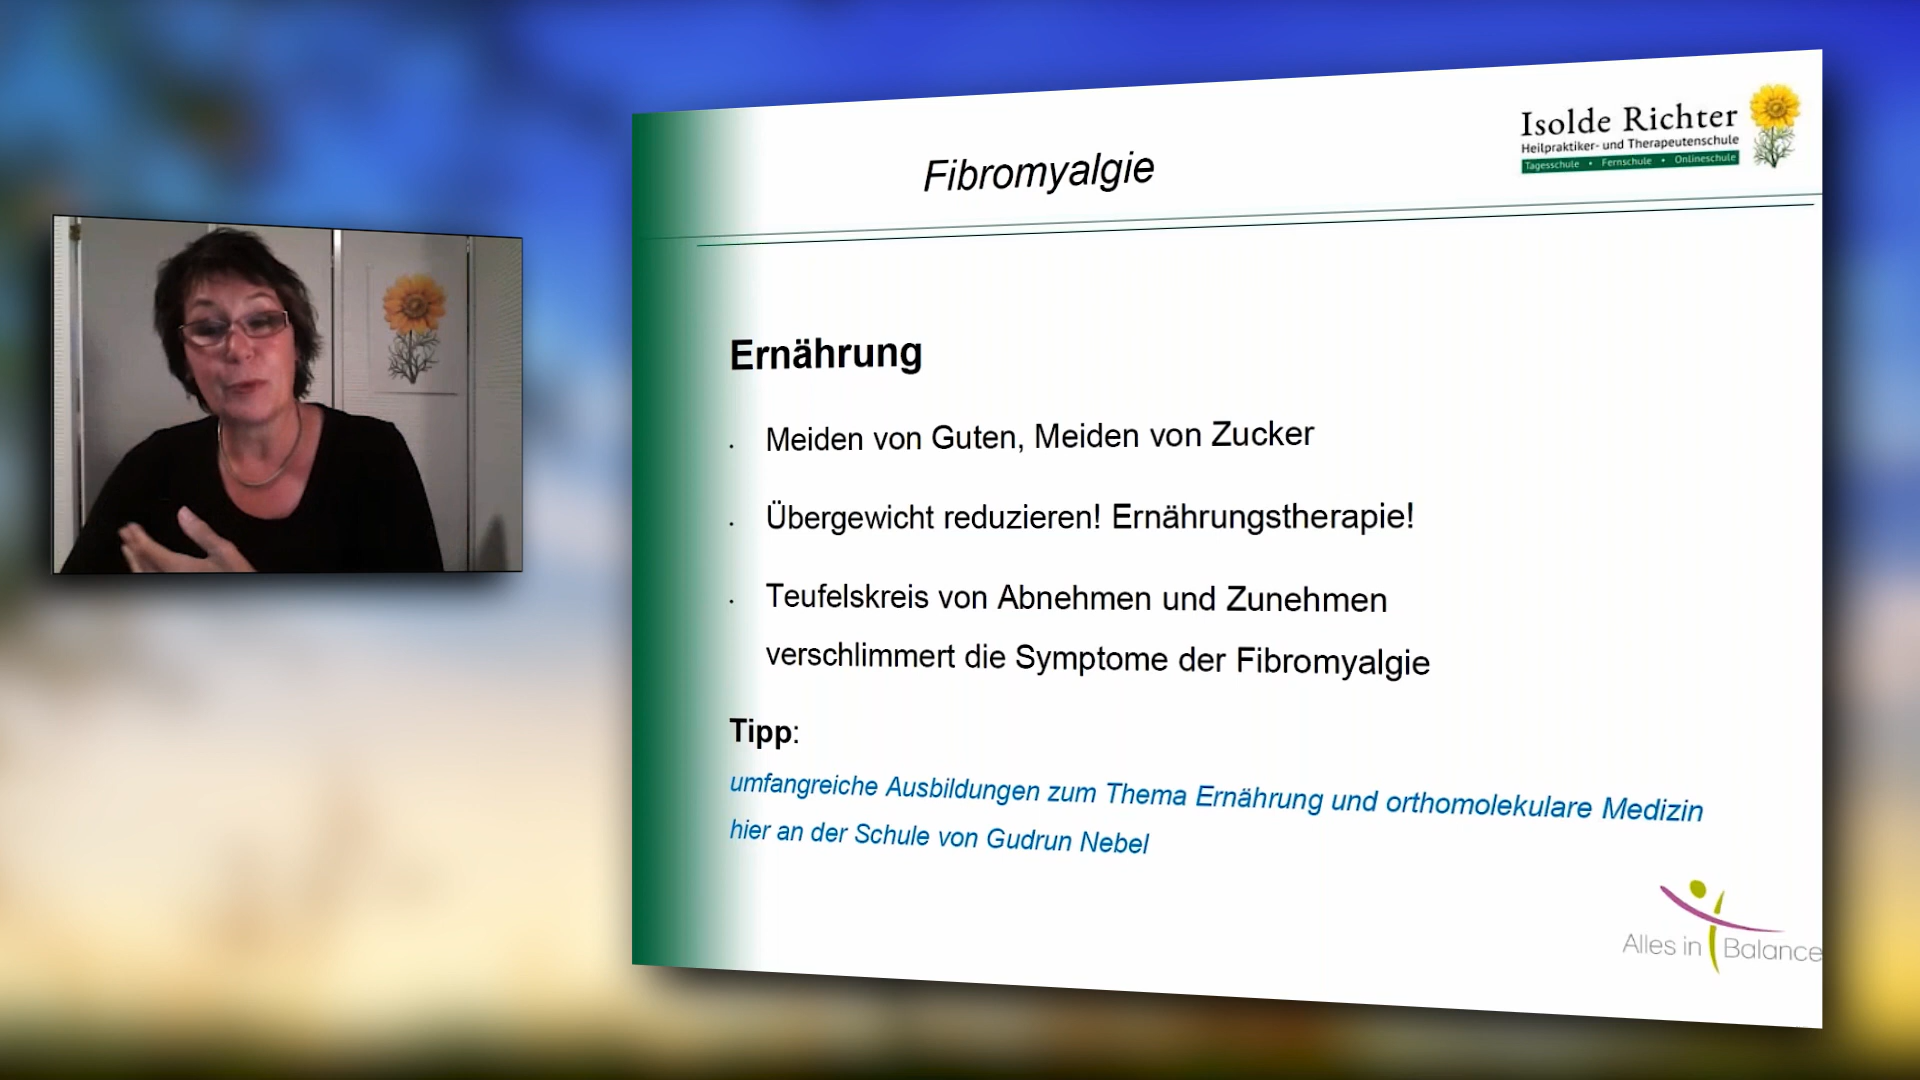 Isolde Richter
Heilpraktiker- und Therapeutenschule
Tagesschule • Fernschule • Onlineschule
Fibromyalgie
Ernährung
. Meiden von Guten, Meiden von Zucker
. Übergewicht reduzieren! Ernährungstherapie!
. Teufelskreis von Abnehmen und Zunehmen
verschlimmert die Symptome der Fibromyalgie
Tipp:
umfangreiche Ausbildungen zum Thema Ernährung und orthomolekulare Medizin
hier an der Schule von Gudrun Nebel
Alles in Balance